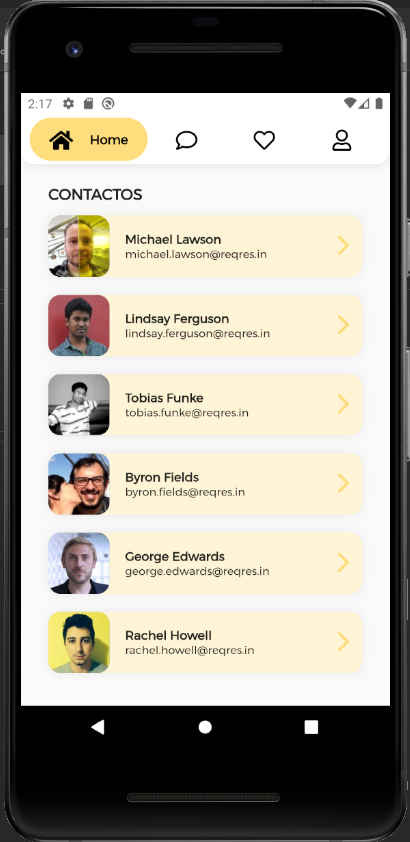 2:17
Home
CONTACTOS
Michael Lawson
michael.lawson@reqres.in
Lindsay Ferguson
lindsay.ferguson@reqres.in
Tobias Funke
tobias.funke@reqres.in
Byron Fields
byron.fields@reqres.in
George Edwards
george.edwards@reqres.in
Rachel Howell
rachel.howell@reqres.in